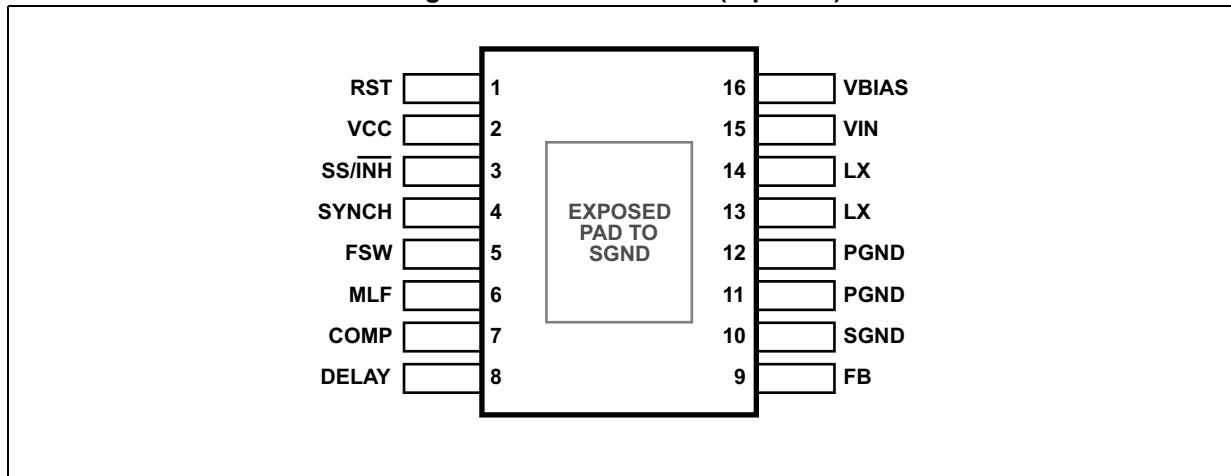 RST 1 16 VBIAS
VCC 2 15 VIN
SS/INH 3 14 LX
SYNCH 4 13 LX
EXPOSED
PAD TO
SGND
FSW 5 12 PGND
MLF 6 11 PGND
COMP 7 10 SGND
DELAY 8 9 FB